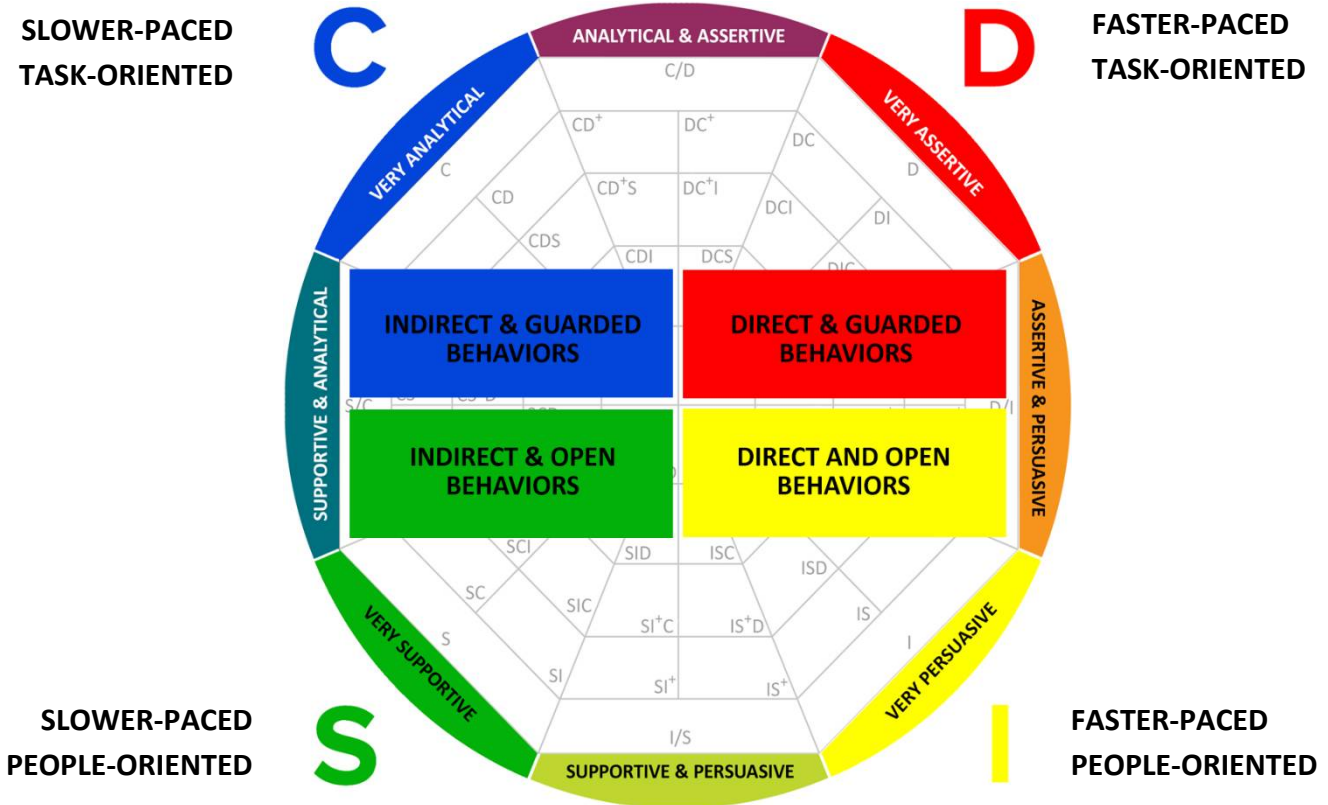 SLOWER-PACED
TASK-ORIENTED
C
ANALYTICAL & ASSERTIVE
D
FASTER-PACED
TASK-ORIENTED
VERY ANALYTICAL
VERY ASSERTIVE
C/D
CD+
DC+
DC
C
D
CD
CD+S
DC+I
DCI
DI
CDS
CDI
DCS
DIC
SUPPORTIVE & ANALYTICAL
INDIRECT & GUARDED
BEHAVIORS
DIRECT & GUARDED
BEHAVIORS
ASSERTIVE & PERSUASIVE
S/C
D/I
INDIRECT & OPEN
BEHAVIORS
DIRECT AND OPEN
BEHAVIORS
SCI
SID
ISC
ISD
SC
SIC
SI+C
IS+D
IS
S
I
SI
SI+
IS+
VERY SUPPORTIVE
VERY PERSUASIVE
I/S
SLOWER-PACED
PEOPLE-ORIENTED
S
SUPPORTIVE & PERSUASIVE
I
FASTER-PACED
PEOPLE-ORIENTED